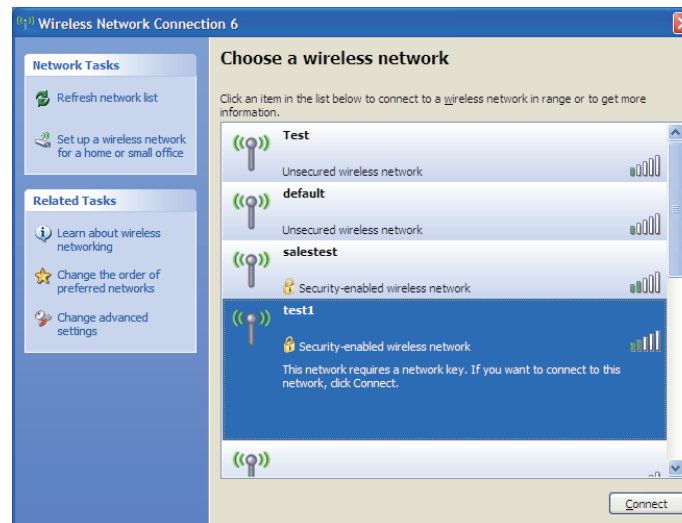 Wireless Network Connection 6
Network Tasks
Refresh network list
Set up a wireless network
for a home or small office
Related Tasks
Learn about wireless
networking
Change the order of
preferred networks
Change advanced
settings
Choose a wireless network
Click an item in the list below to connect to a wireless network in range or to get more
information.
Test
Unsecured wireless network
default
Unsecured wireless network
salestest
Security-enabled wireless network
test1
Security-enabled wireless network
This network requires a network key. If you want to connect to this
network, click Connect.
Connect